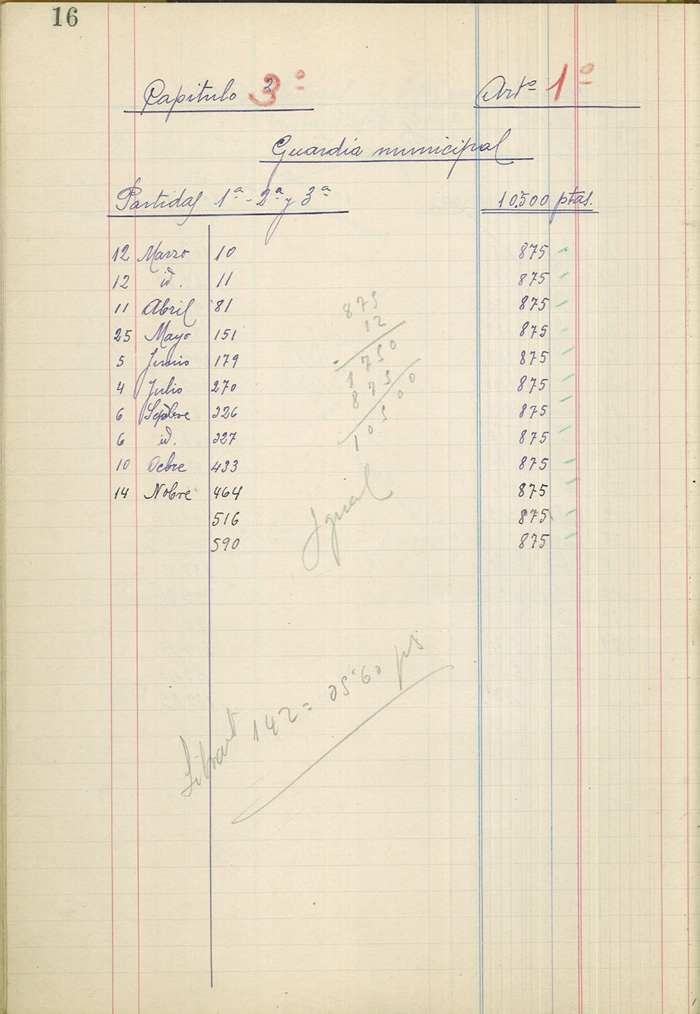 16
Capitulo 3º Artº 1º
Guardia municipal
Partidas 1ª - 2ª y 3ª 10.500 ptas.
12 Marzo 10 875
12 id. 11 875
11 Abril 81 875
25 Mayo 151 875
5 Junio 179 875
4 Julio 270 875
6 Septbre 326 875
6 id. 327 875
10 Ocbre 433 875
14 Nobre 464 875
516 875
590 875
875
12
1750
875
10500
Igual
142 =